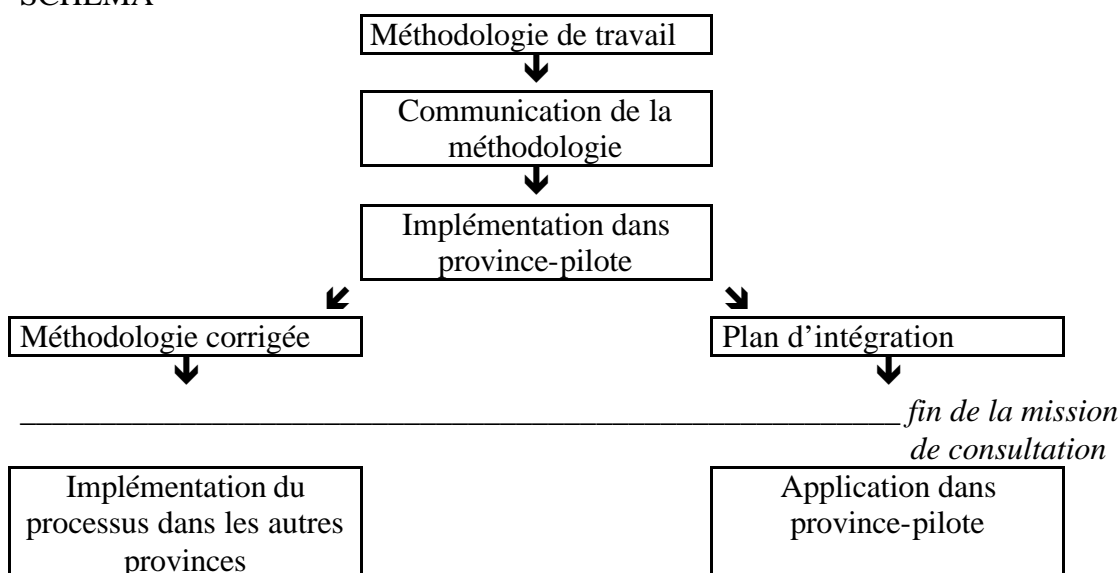 SCHEMA
Méthodologie de travail
Communication de la
méthodologie
Implémentation dans
province-pilote
Méthodologie corrigée
Plan d’intégration
fin de la mission
de consultation
Implémentation du
processus dans les autres
provinces
Application dans
province-pilote